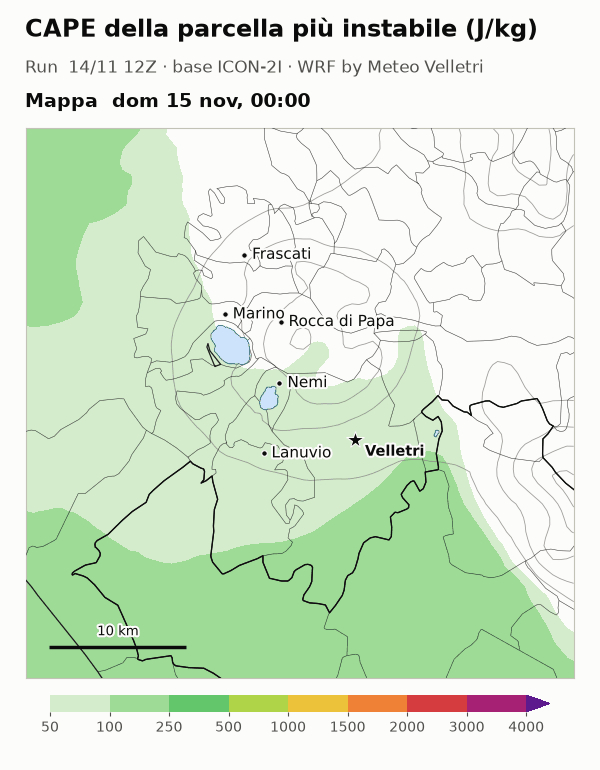 CAPE della parcella più instabile (J/kg)
Run  14/11 12Z · base ICON-2I · WRF by Meteo Velletri
Mappa  dom 15 nov, 00:00
Frascati
Marino
Rocca di Papa
Nemi
Velletri
Lanuvio
10 km
50 100 250 500 1000 1500 2000 3000 4000